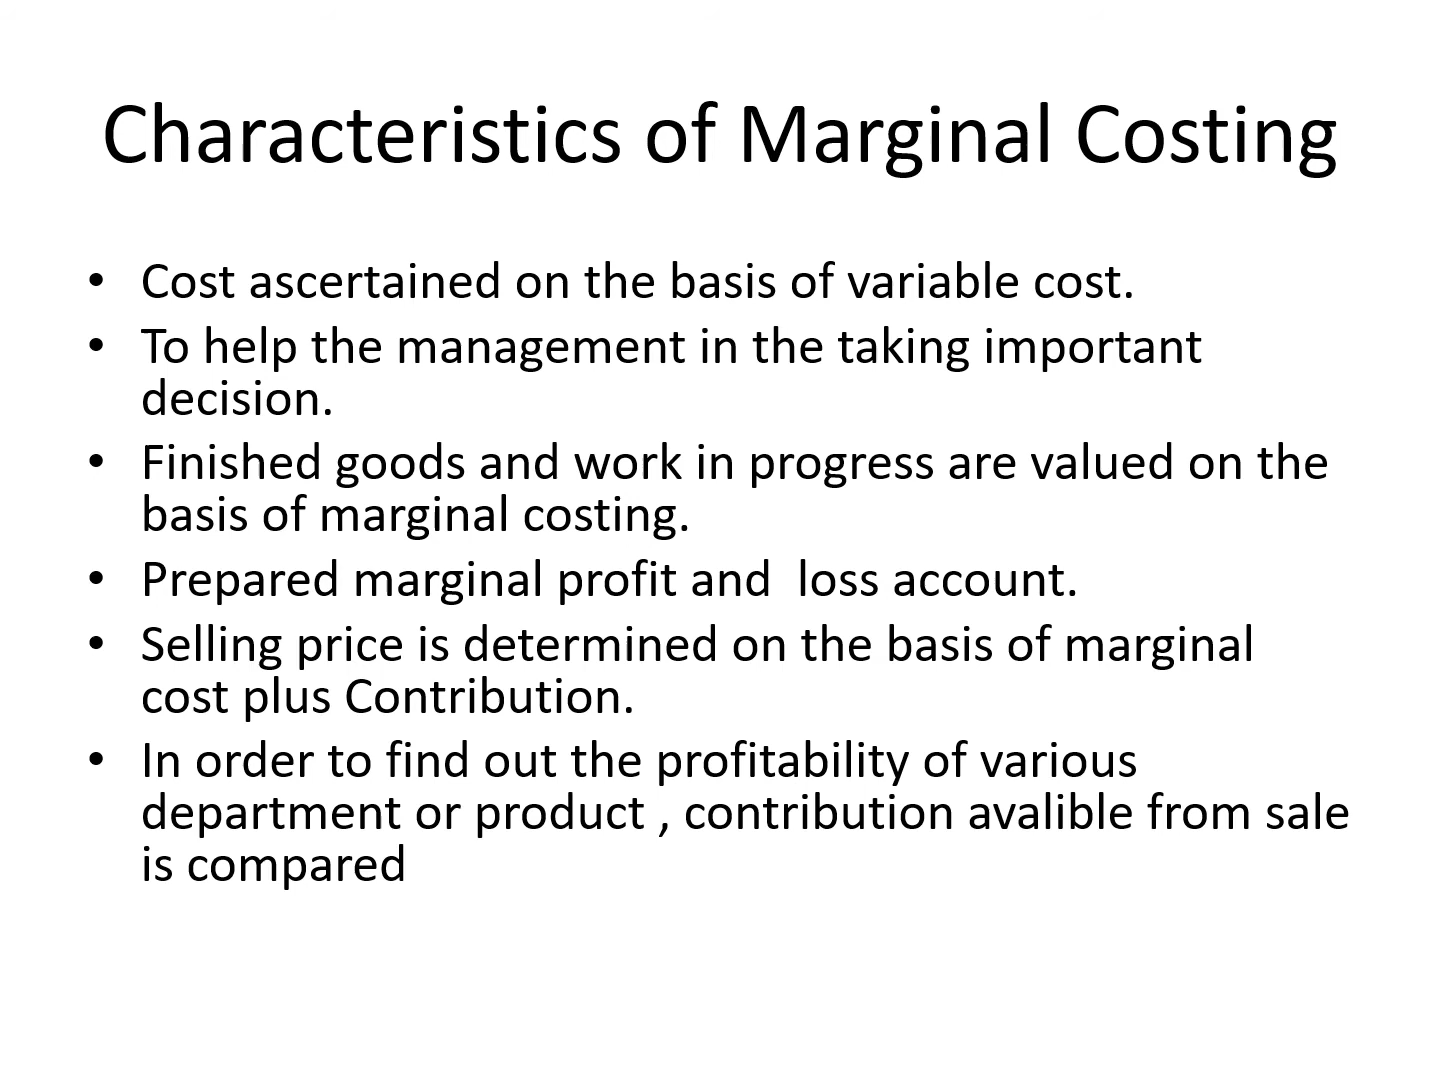 Characteristics of Marginal Costing
• Cost ascertained on the basis of variable cost.
• To help the management in the taking important
decision.
• Finished goods and work in progress are valued on the
basis of marginal costing.
• Prepared marginal profit and  loss account.
• Selling price is determined on the basis of marginal
cost plus Contribution.
• In order to find out the profitability of various
department or product , contribution avalible from sale
is compared